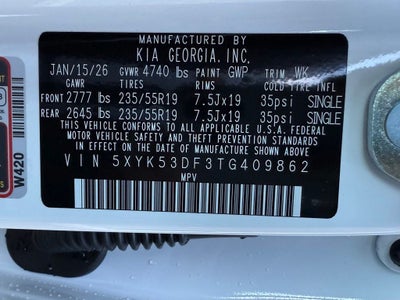 MANUFACTURED BY
KIA GEORGIA, INC.
JAN/15/26 GVWR 4740 lbs PAINT GWP TRIM WK
TIRES RIMS COLD TIRE INFL
FRONT 2777 lbs 235/55R19 7.5Jx19 35psi SINGLE
REAR 2645 lbs 235/55R19 7.5Jx19 35psi SINGLE
THIS VEHICLE CONFORMS TO ALL APPLICABLE U.S.A. FEDERAL
MOTOR VEHICLE SAFETY AND THEFT PREVENTION STANDARDS
IN EFFECT ON THE DATE OF MANUFACTURE SHOWN ABOVE.
VIN 5XYK53DF3TG409862
MPV
W420